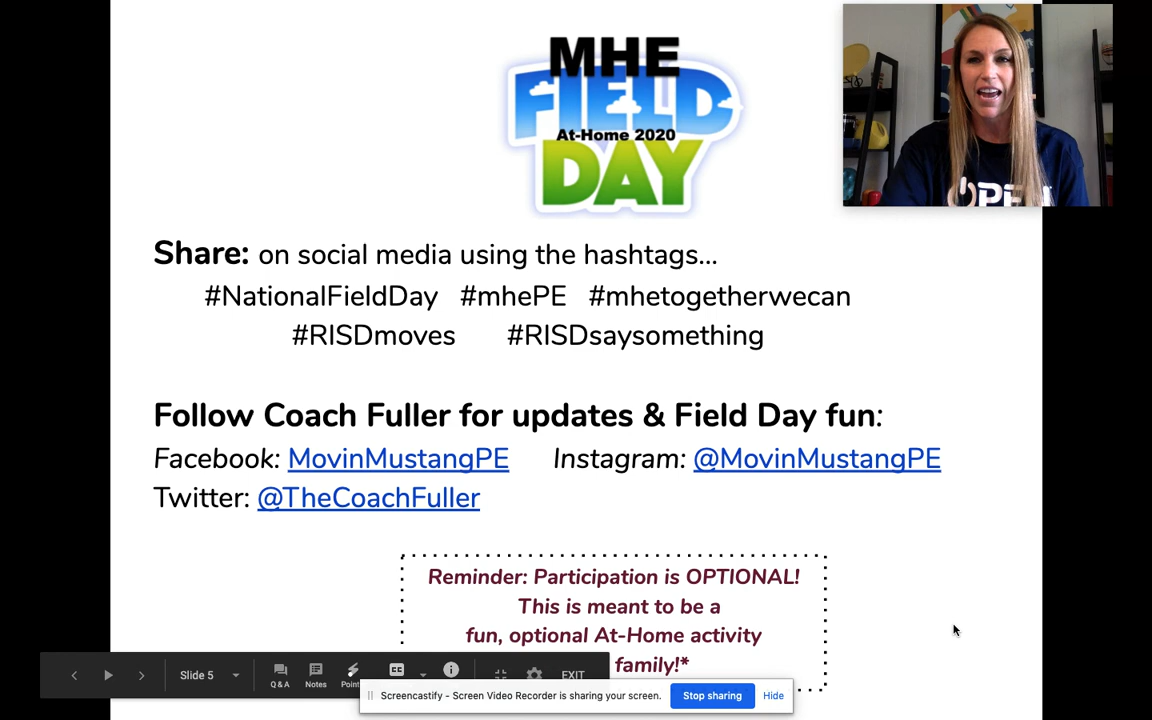 MHE
FIELD
At-Home 2020
DAY
OPEN
Share: on social media using the hashtags...
#NationalFieldDay #mhePE #mhetogetherwecan
#RISDmoves #RISDsaysomething
Follow Coach Fuller for updates & Field Day fun:
Facebook: MovinMustangPE Instagram: @MovinMustangPE
Twitter: @TheCoachFuller
Reminder: Participation is OPTIONAL!
This is meant to be a
fun, optional At-Home activity
family!*
Slide 5
Q & A Notes Point CC EXIT
Screencastify - Screen Video Recorder is sharing your screen. Stop sharing Hide